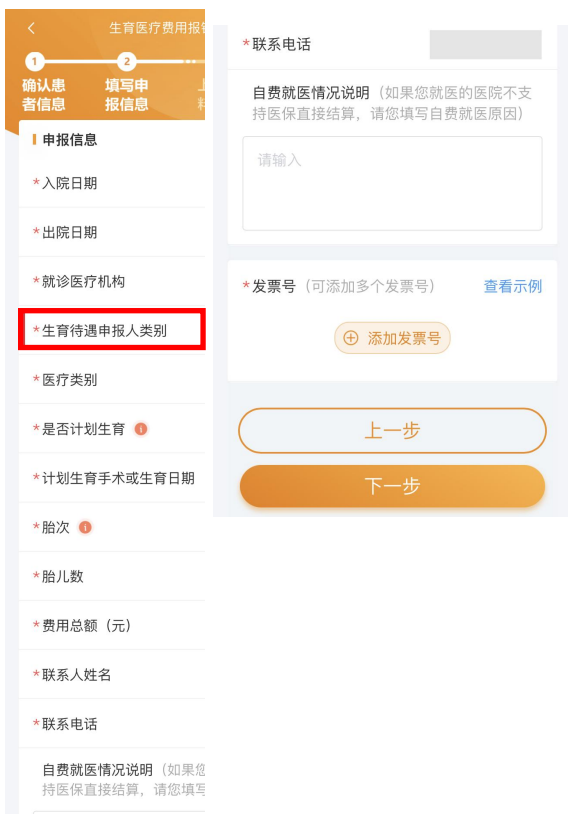 生育医疗费用报
1
2
确认患
者信息
填写申
报信息
申报信息
*入院日期
*出院日期
*就诊医疗机构
*生育待遇申报人类别
*医疗类别
*是否计划生育
*计划生育手术或生育日期
*胎次
*胎儿数
*费用总额（元）
*联系人姓名
*联系电话
自费就医情况说明（如果您
持医保直接结算，请您填写
*联系电话
自费就医情况说明（如果您就医的医院不支
持医保直接结算，请您填写自费就医原因）
请输入
*发票号（可添加多个发票号） 查看示例
添加发票号
上一步
下一步